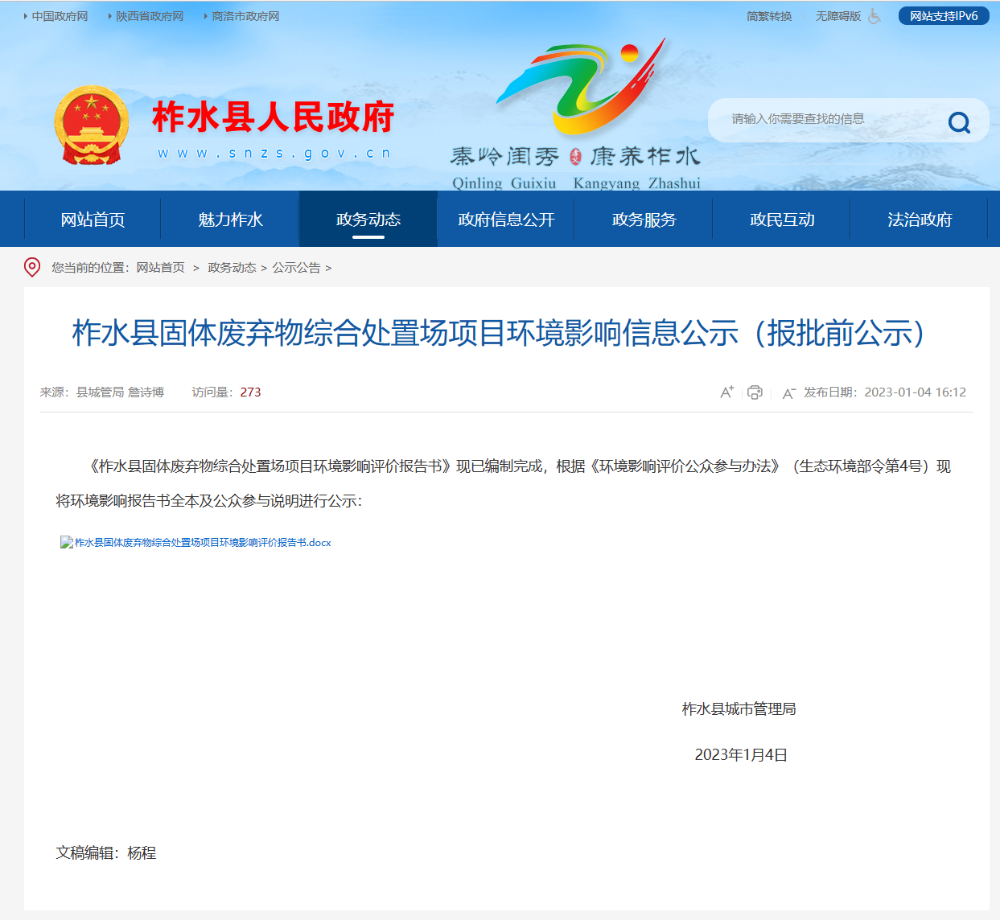 中国政府网 陕西省政府网 商洛市政府网 简繁转换 无障碍版 网站支持IPv6
柞水县人民政府
www.snzs.gov.cn
秦岭闺秀 康养柞水
Qinling Guixiu Kangyang Zhashui
请输入你需要查找的信息
网站首页 魅力柞水 政务动态 政府信息公开 政务服务 政民互动 法治政府
您当前的位置：网站首页 > 政务动态 > 公示公告 >
柞水县固体废弃物综合处置场项目环境影响信息公示（报批前公示）
来源：县城管局 詹诗博 访问量：273 A+ A- 发布日期：2023-01-04 16:12
《柞水县固体废弃物综合处置场项目环境影响评价报告书》现已编制完成，根据《环境影响评价公众参与办法》（生态环境部令第4号）现
将环境影响报告书全本及公众参与说明进行公示：
柞水县固体废弃物综合处置场项目环境影响评价报告书.docx
柞水县城市管理局
2023年1月4日
文稿编辑：杨程